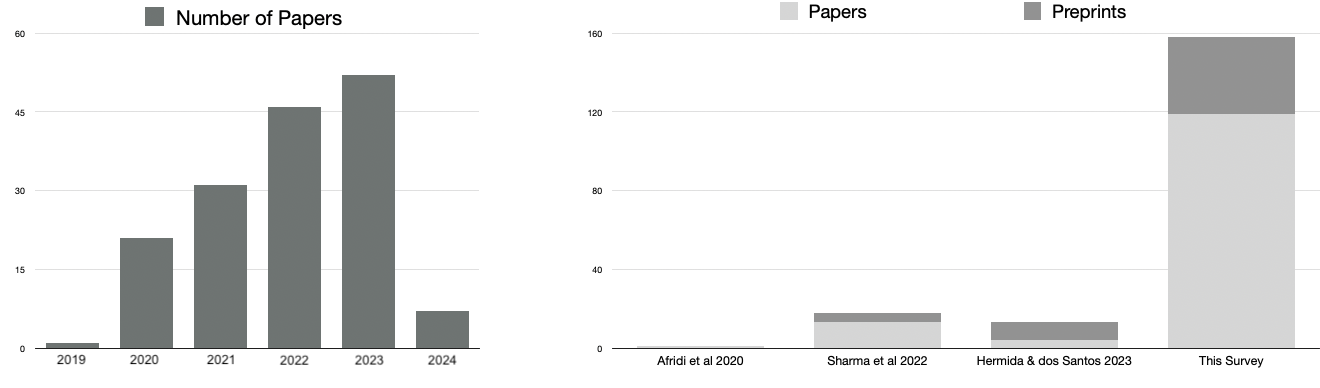 Number of Papers
60
45
30
15
0
2019 2020 2021 2022 2023 2024
Papers Preprints
160
120
80
40
0
Afridi et al 2020 Sharma et al 2022 Hermida & dos Santos 2023 This Survey